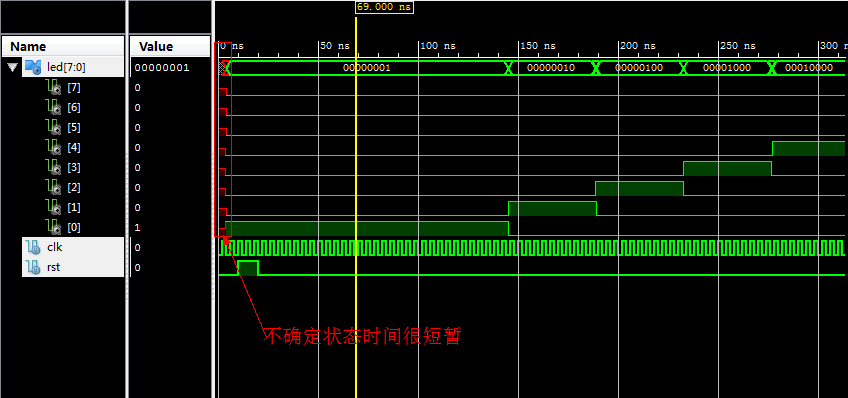 69.000 ns
Name Value 0 ns 50 ns 100 ns 150 ns 200 ns 250 ns 300
led[7:0] 00000001 00000001 00000010 00000100 00001000 00010000
[7] 0
[6] 0
[5] 0
[4] 0
[3] 0
[2] 0
[1] 0
[0] 1
clk 0
rst 0
不确定状态时间很短暂